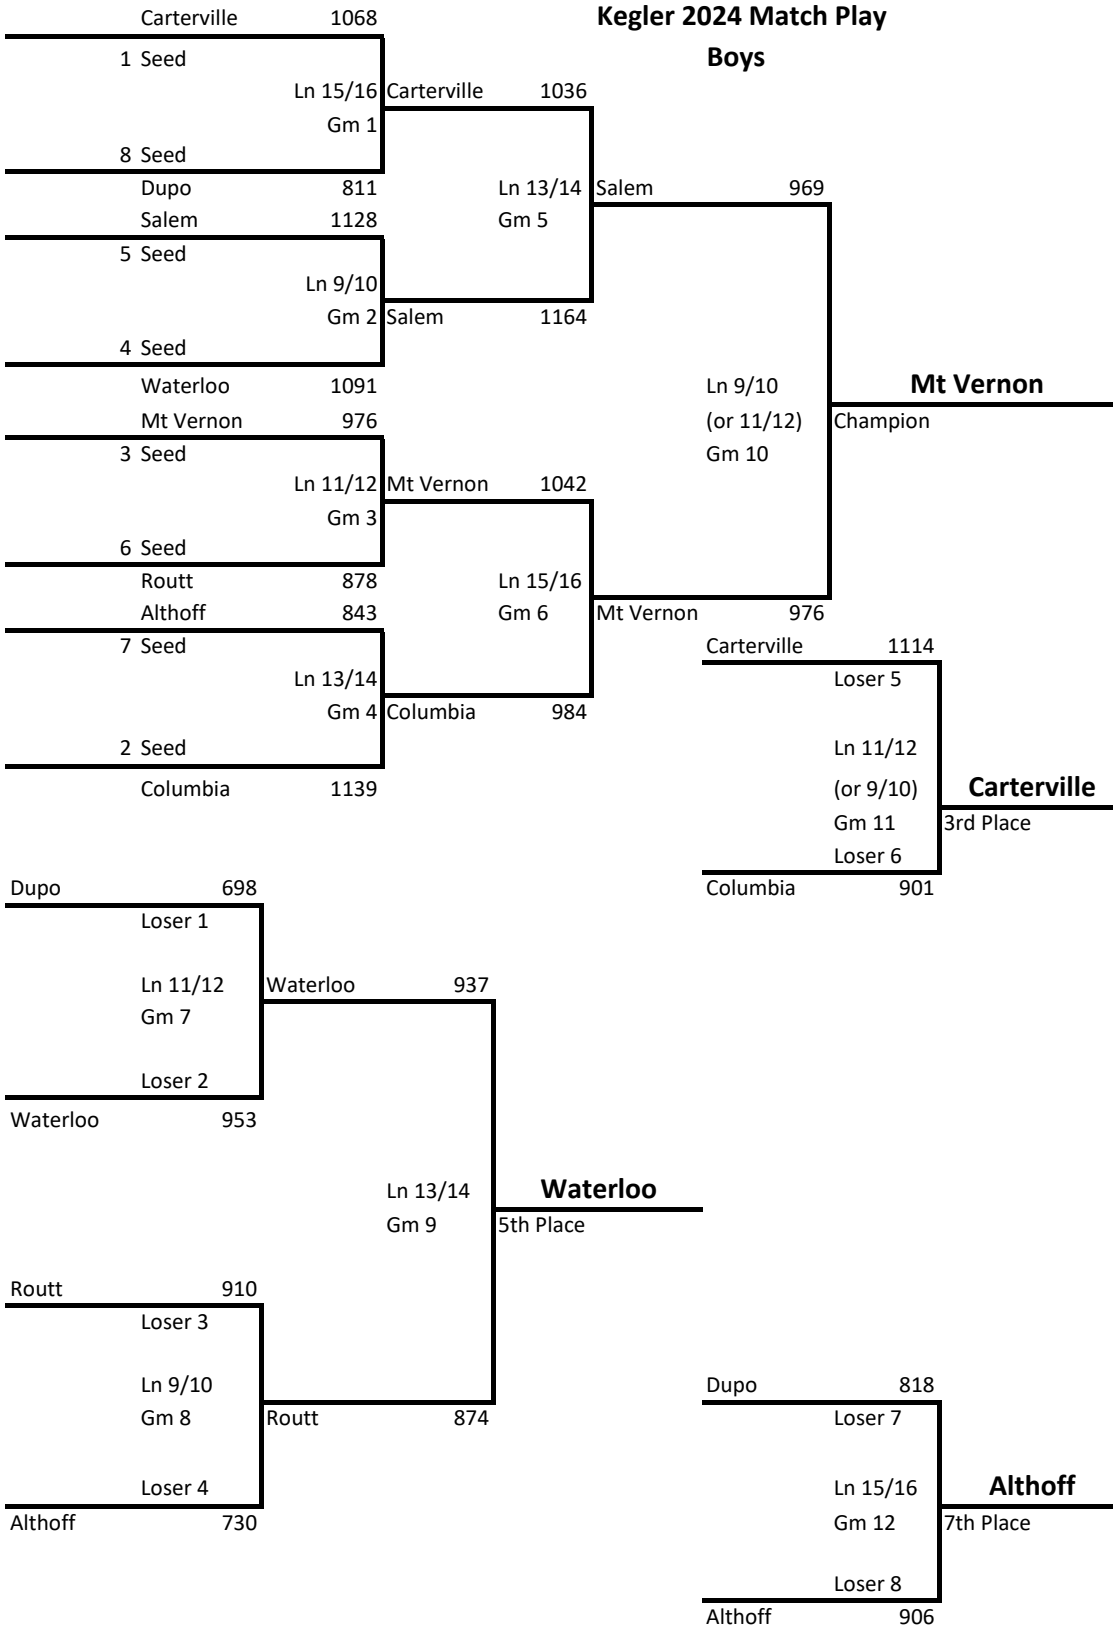 Kegler 2024 Match Play
Boys
Carterville 1068
1 Seed
Ln 15/16 Carterville 1036
Gm 1
8 Seed
Dupo 811 Ln 13/14 Salem 969
Salem 1128 Gm 5
5 Seed
Ln 9/10
Gm 2 Salem 1164
4 Seed
Waterloo 1091 Ln 9/10 Mt Vernon
Mt Vernon 976 (or 11/12) Champion
3 Seed Gm 10
Ln 11/12 Mt Vernon 1042
Gm 3
6 Seed
Routt 878 Ln 15/16
Althoff 843 Gm 6 Mt Vernon 976
7 Seed Carterville 1114
Ln 13/14 Loser 5
Gm 4 Columbia 984
2 Seed Ln 11/12
Columbia 1139 (or 9/10) Carterville
Gm 11 3rd Place
Loser 6
Dupo 698 Columbia 901
Loser 1
Ln 11/12 Waterloo 937
Gm 7
Loser 2
Waterloo 953
Ln 13/14 Waterloo
Gm 9 5th Place
Routt 910
Loser 3
Ln 9/10 Dupo 818
Gm 8 Routt 874 Loser 7
Loser 4 Ln 15/16 Althoff
Althoff 730 Gm 12 7th Place
Loser 8
Althoff 906